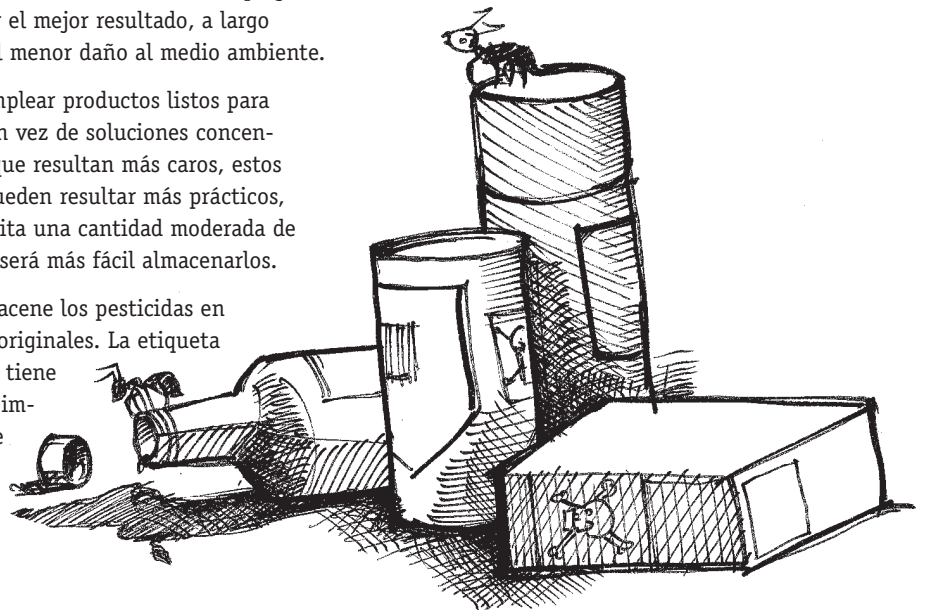 el mejor resultado, a largo
menor daño al medio ambiente.
plear productos listos para
vez de soluciones concen-
que resultan más caros, estos
ueden resultar más prácticos,
ita una cantidad moderada de
será más fácil almacenarlos.
acene los pesticidas en
originales. La etiqueta
tiene
im-